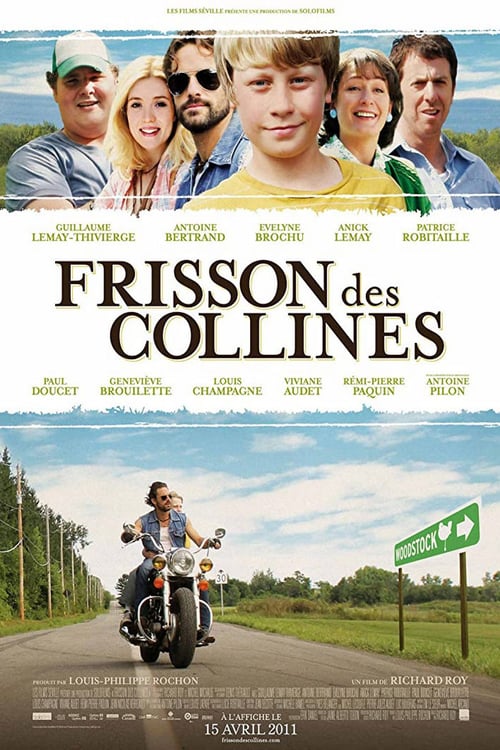 LES FILMS SÉVILLE PRÉSENTE UNE PRODUCTION DE SOLOFILMS
GUILLAUME LEMAY-THIVIERGE
ANTOINE BERTRAND
EVELYNE BROCHU
ANICK LEMAY
PATRICE ROBITAILLE
FRISSON des
COLLINES
PAUL DOUCET
GENEVIÈVE BROUILETTE
LOUIS CHAMPAGNE
VIVIANE AUDET
RÉMI-PIERRE PAQUIN
ANTOINE PILON
WOODSTOCK
30
PRODUIT PAR LOUIS-PHILIPPE ROCHON
UN FILM DE RICHARD ROY
À L'AFFICHE LE
15 AVRIL 2011
frissondescollines.com